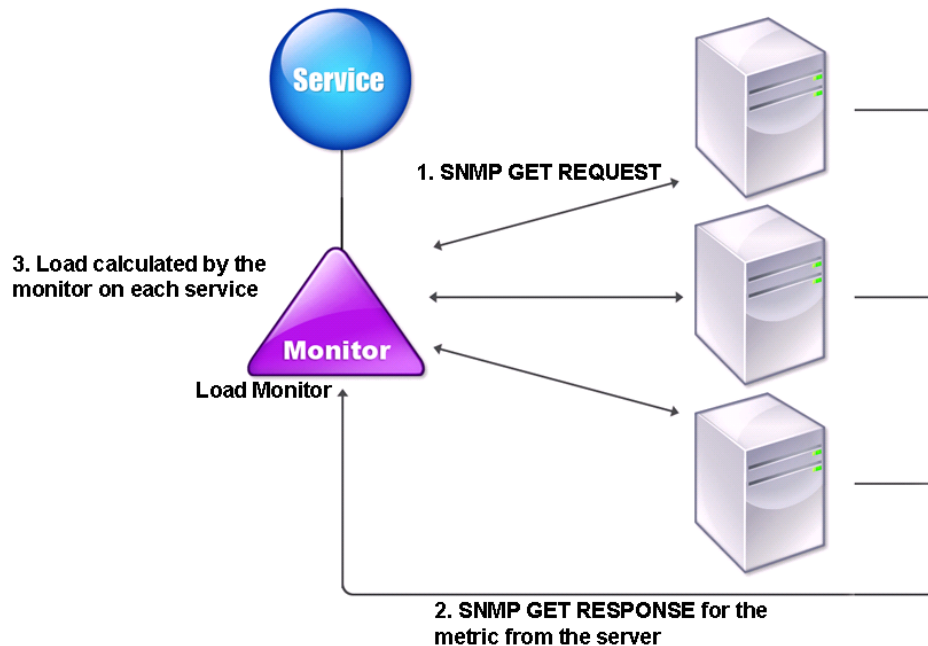 Service
1. SNMP GET REQUEST
3. Load calculated by the
monitor on each service
Monitor
Load Monitor
2. SNMP GET RESPONSE for the
metric from the server